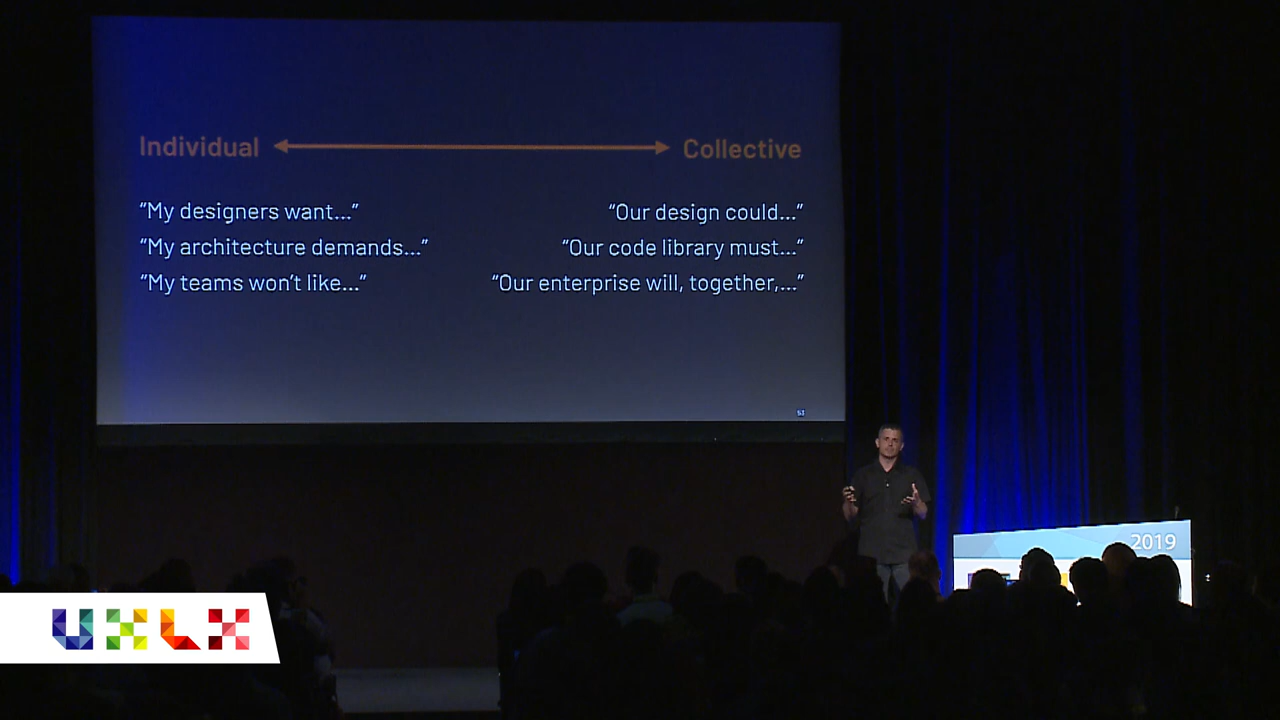 Individual Collective
“My designers want...” “Our design could...”
“My architecture demands...” “Our code library must...”
“My teams won’t like...” “Our enterprise will, together,...”
2019
UXLX